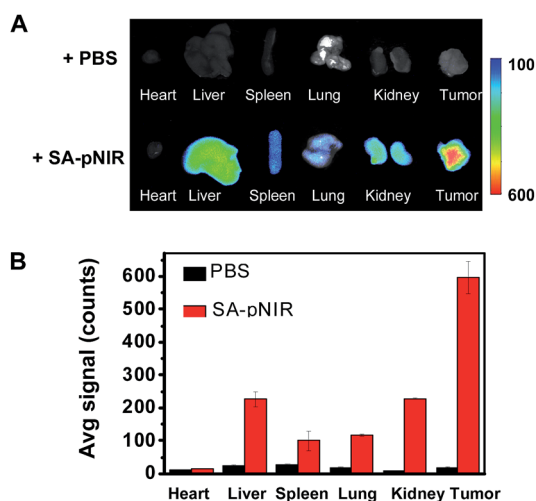 A
+ PBS
Heart Liver Spleen Lung Kidney Tumor
100
+ SA-pNIR
Heart Liver Spleen Lung Kidney Tumor
600
B
Avg signal (counts)
600
500
400
300
200
100
0
PBS
SA-pNIR
Heart Liver Spleen Lung Kidney Tumor